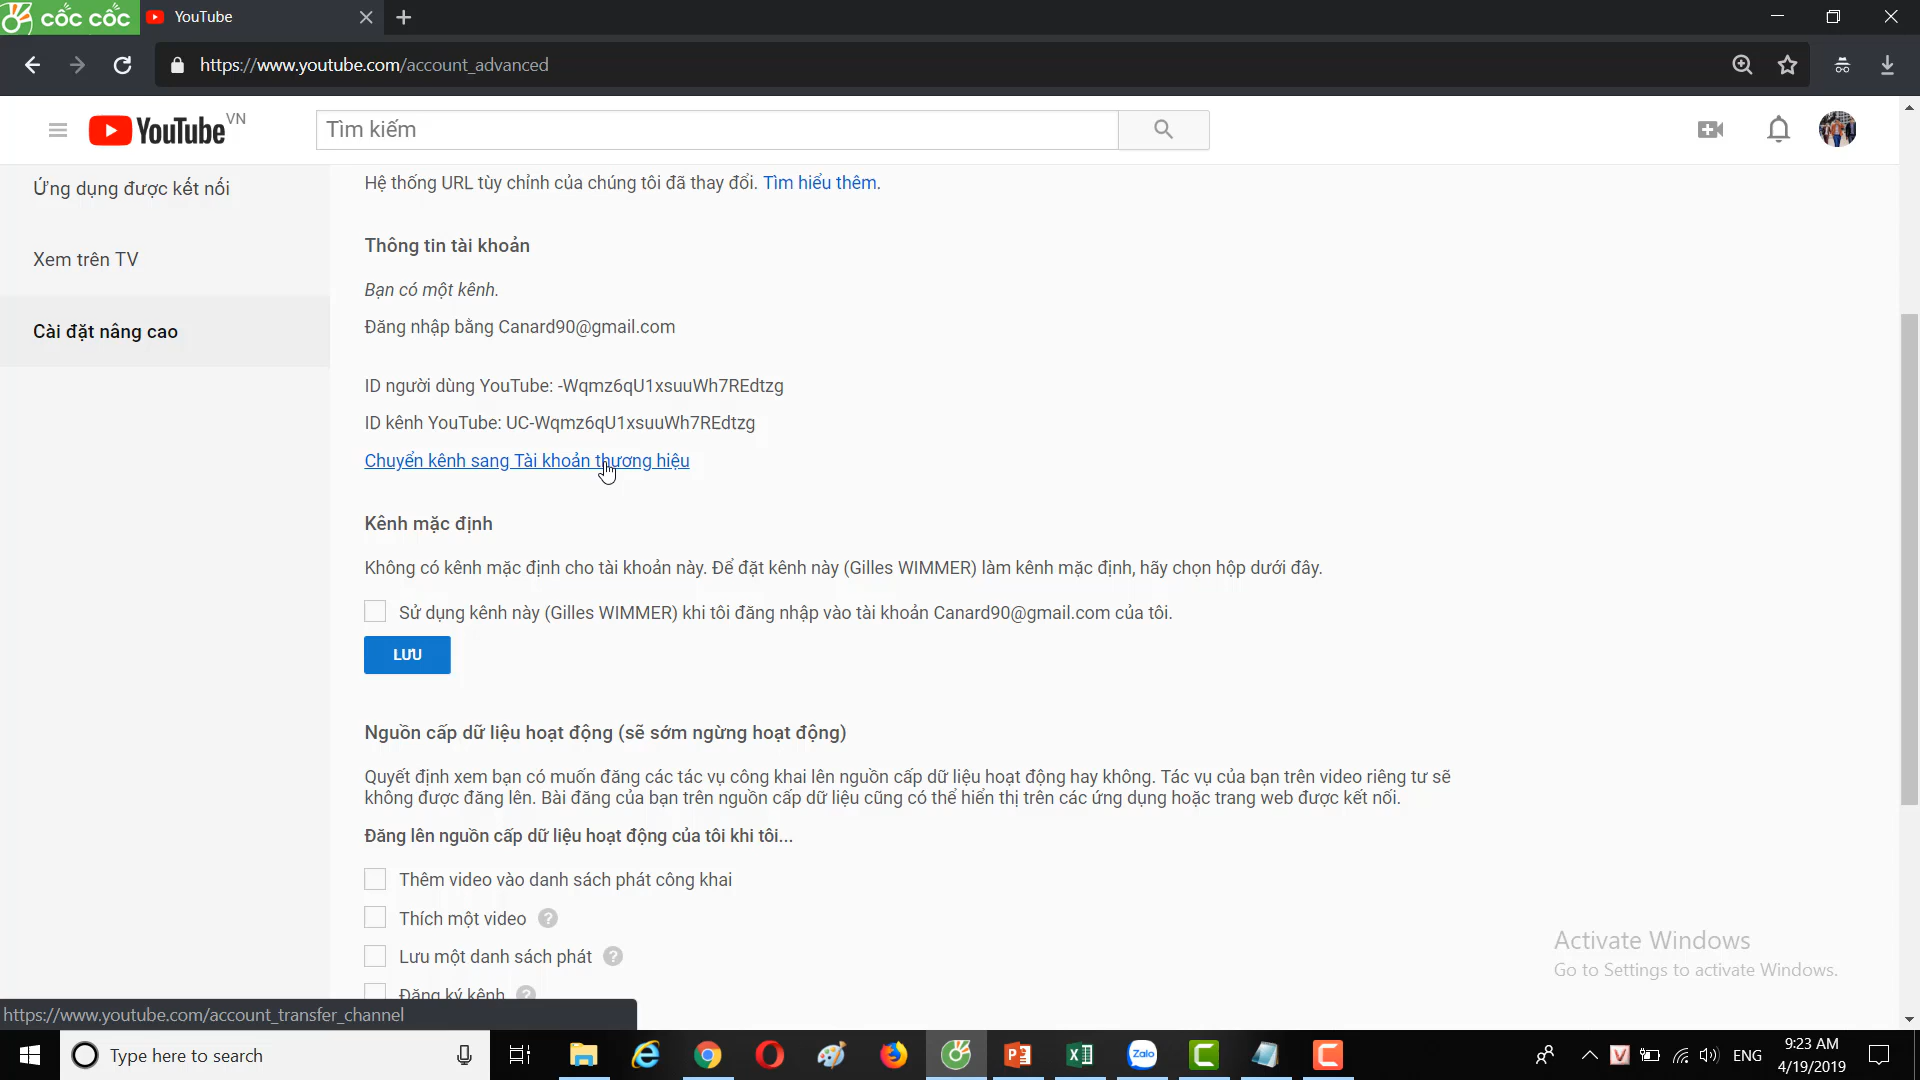 cốc cốc
YouTube
https://www.youtube.com/account_advanced
YouTube VN
Tìm kiếm
Ứng dụng được kết nối
Xem trên TV
Cài đặt nâng cao
Hệ thống URL tùy chỉnh của chúng tôi đã thay đổi. Tìm hiểu thêm.
Thông tin tài khoản
Bạn có một kênh.
Đăng nhập bằng Canard90@gmail.com
ID người dùng YouTube: -Wqmz6qU1xsuuWh7REdtzg
ID kênh YouTube: UC-Wqmz6qU1xsuuWh7REdtzg
Chuyển kênh sang Tài khoản thương hiệu
Kênh mặc định
Không có kênh mặc định cho tài khoản này. Để đặt kênh này (Gilles WIMMER) làm kênh mặc định, hãy chọn hộp dưới đây.
Sử dụng kênh này (Gilles WIMMER) khi tôi đăng nhập vào tài khoản Canard90@gmail.com của tôi.
LƯU
Nguồn cấp dữ liệu hoạt động (sẽ sớm ngừng hoạt động)
Quyết định xem bạn có muốn đăng các tác vụ công khai lên nguồn cấp dữ liệu hoạt động hay không. Tác vụ của bạn trên video riêng tư sẽ
không được đăng lên. Bài đăng của bạn trên nguồn cấp dữ liệu cũng có thể hiển thị trên các ứng dụng hoặc trang web được kết nối.
Đăng lên nguồn cấp dữ liệu hoạt động của tôi khi tôi...
Thêm video vào danh sách phát công khai
Thích một video ?
Lưu một danh sách phát ?
Đăng ký kênh ?
Activate Windows
Go to Settings to activate Windows.
https://www.youtube.com/account_transfer_channel
Type here to search
Zalo
ENG
9:23 AM
4/19/2019